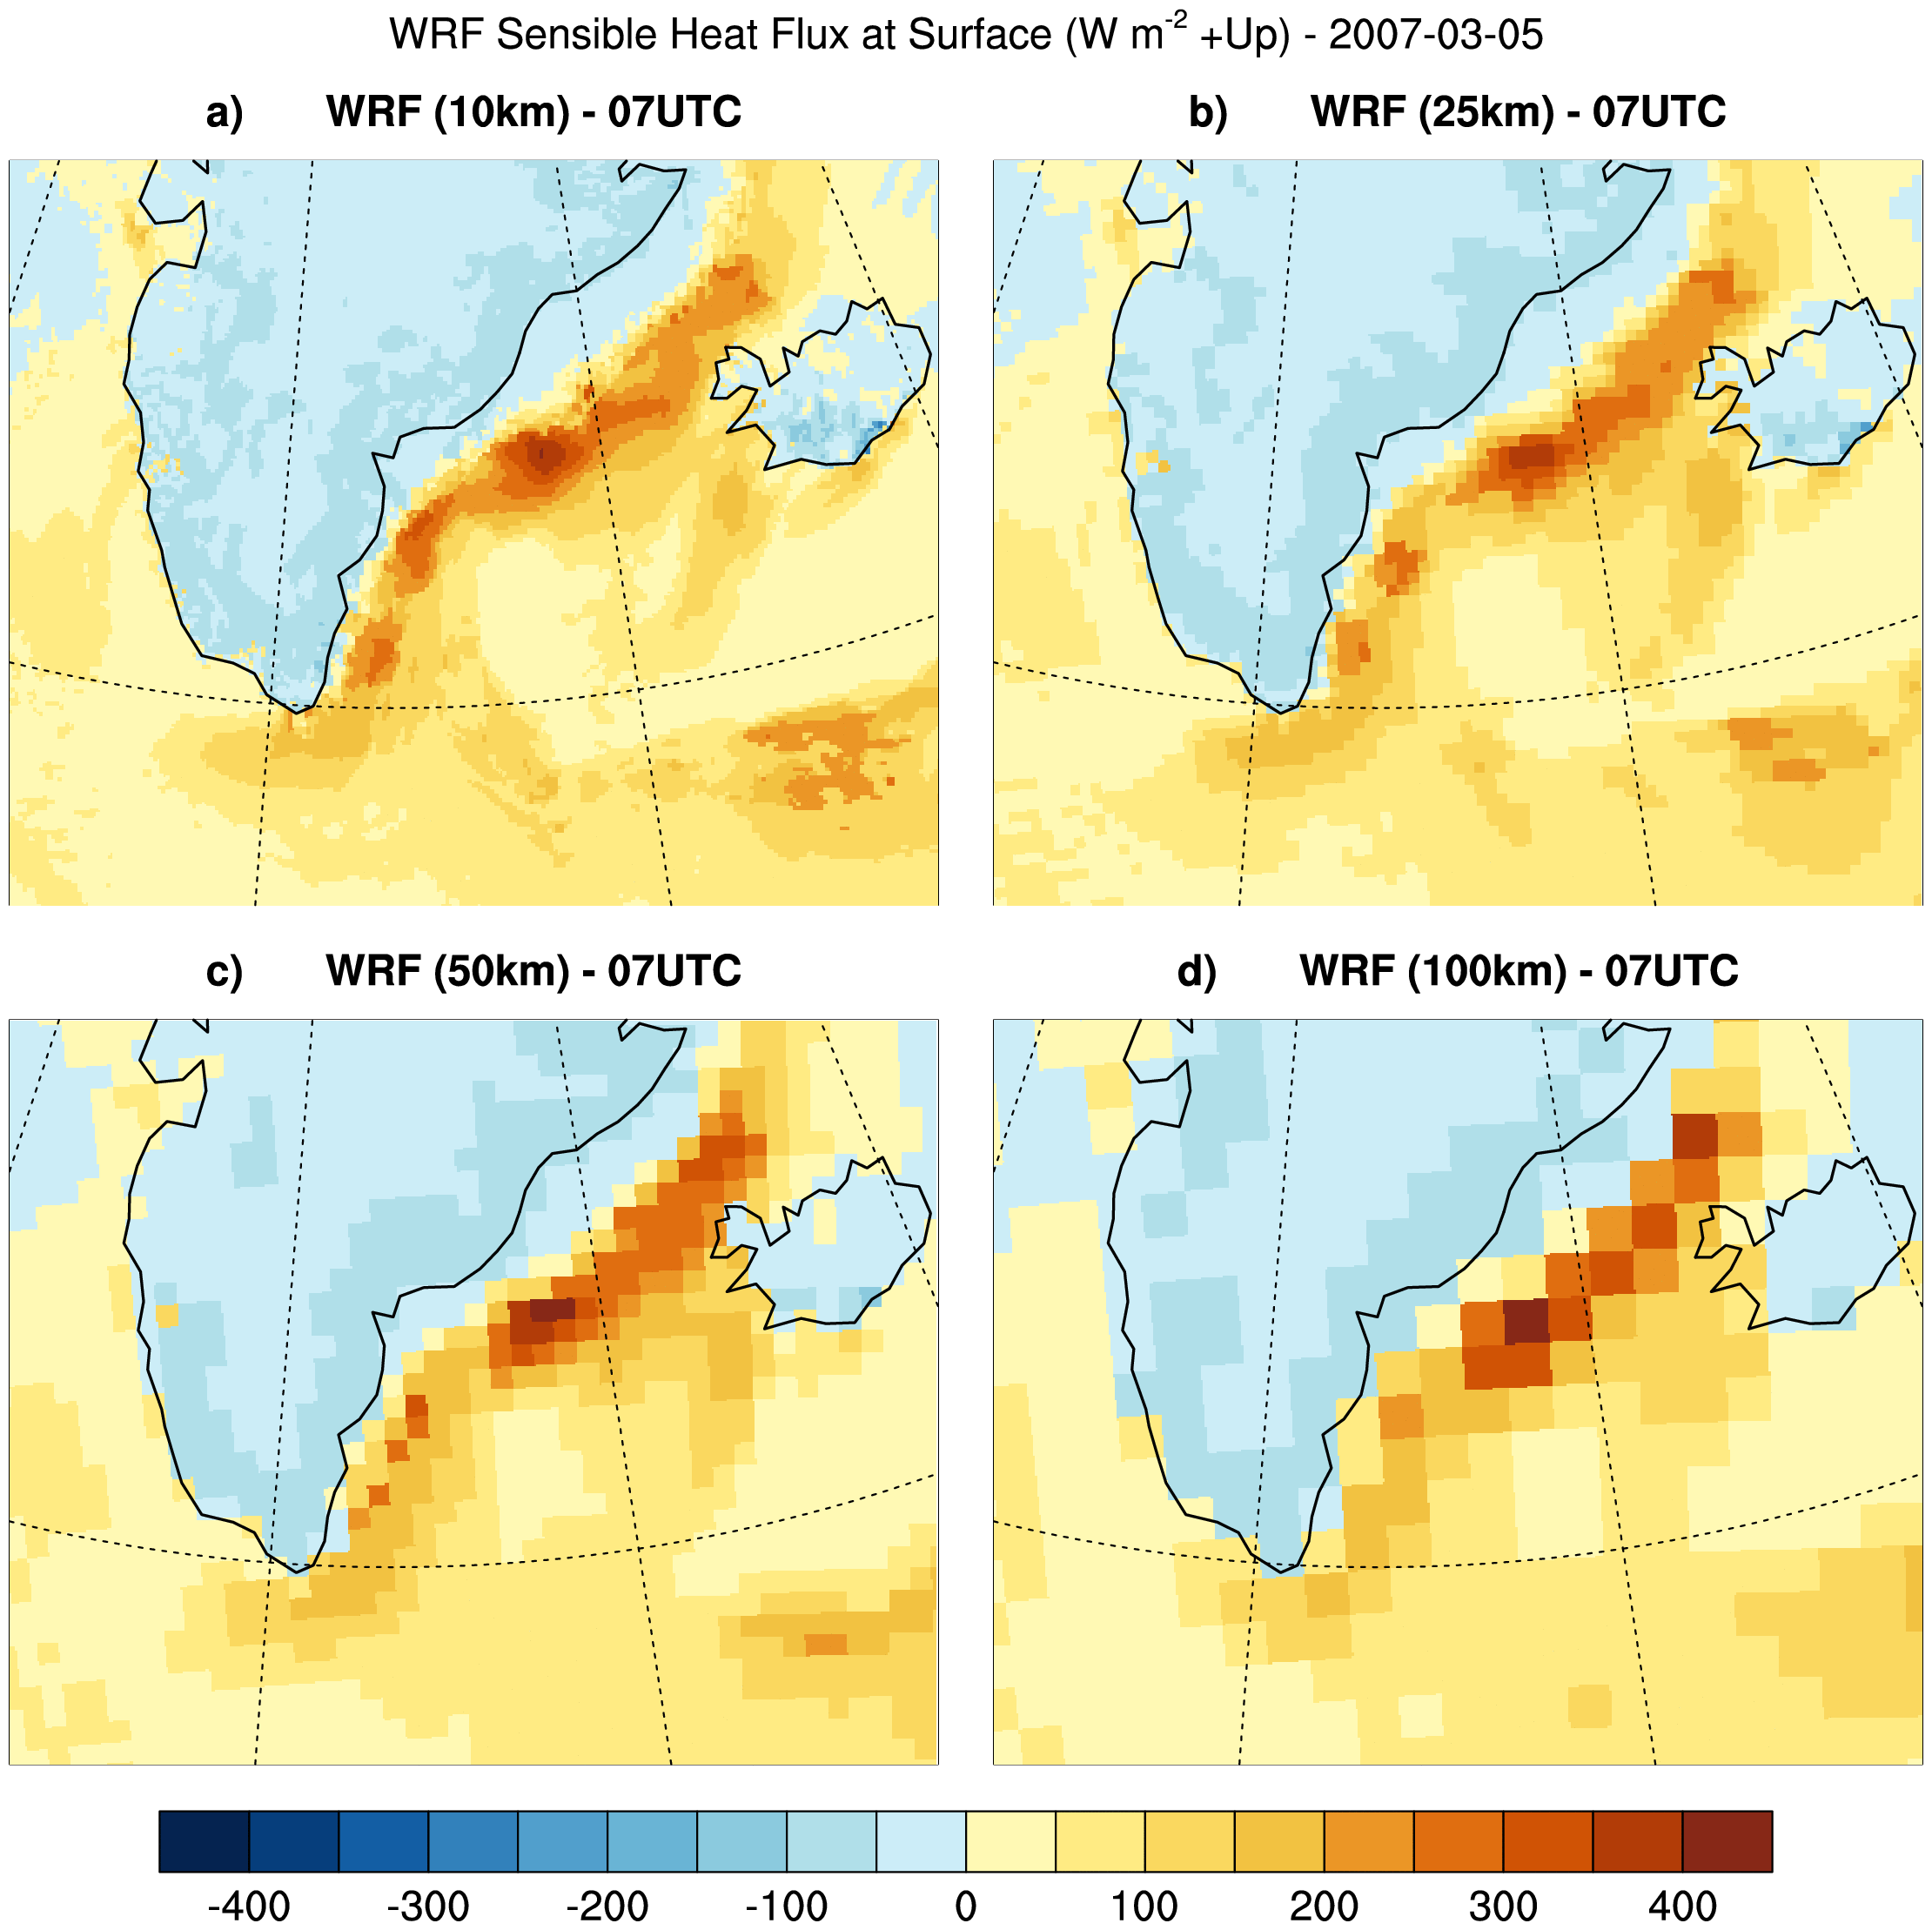 WRF Sensible Heat Flux at Surface (W m-2 +Up) - 2007-03-05
a) WRF (10km) - 07UTC
b) WRF (25km) - 07UTC
c) WRF (50km) - 07UTC
d) WRF (100km) - 07UTC
-400 -300 -200 -100 0 100 200 300 400